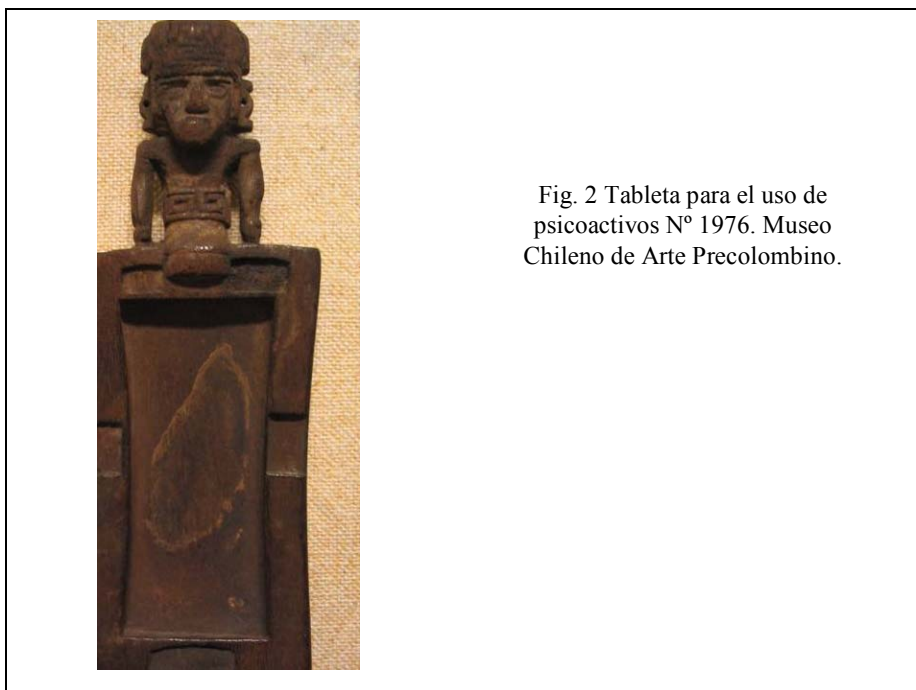 Fig. 2 Tableta para el uso de
psicoactivos Nº 1976. Museo
Chileno de Arte Precolombino.